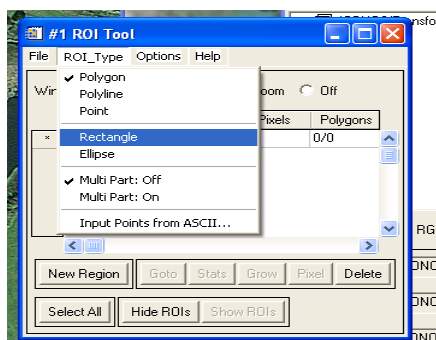 #1 ROI Tool
File ROI_Type Options Help
Polygon
Polyline
Point
Rectangle
Ellipse
Multi Part: Off
Multi Part: On
Input Points from ASCII...
Off
Pixels Polygons
0/0
New Region Goto Stats Grow Pixel Delete
Select All Hide ROIs Show ROIs
RG